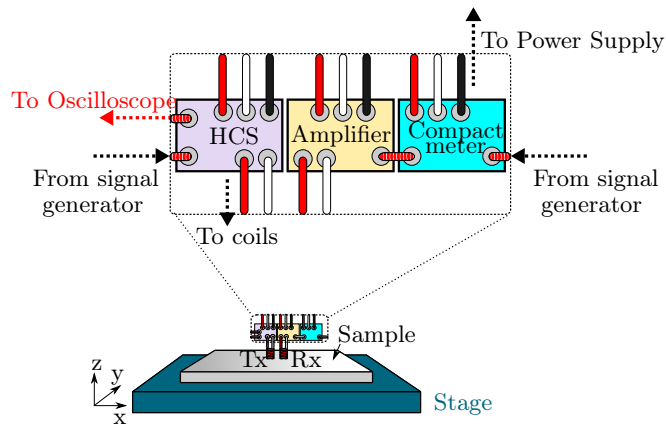 To Power Supply
To Oscilloscope
HCS
Amplifier
Compact
meter
From signal
generator
From signal
generator
To coils
Sample
Tx
Rx
z
y
x
Stage